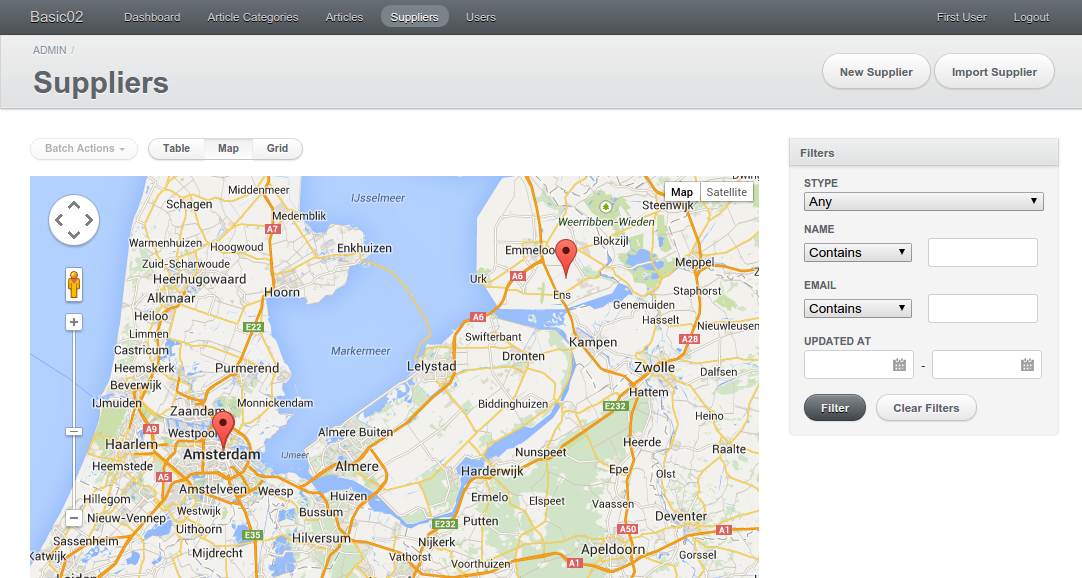 Basic02 Dashboard Article Categories Articles Suppliers Users First User Logout
ADMIN /
Suppliers
New Supplier Import Supplier
Batch Actions Table Map Grid
Filters
STYPE
Any
NAME
Contains
EMAIL
Contains
UPDATED AT
-
Filter Clear Filters
Map Satellite
Middenmeer
IJsselmeer
Schagen
Medemblik
Steenwijk
A7
Weerribben-Wieden
Warmenhuizen
Hoogwoud
Enkhuizen
Emmeloo
Blokzijl
Zuid-Scharwoude
Meppel
Heerhugowaard
Urk
A6
Hoorn
Ens
Staphorst
Alkmaar
Genemuiden
Heiloo
A6
Hasselt
E22
Nieuwleusen
Limmen
Swifterbant
Kampen
A28
Castricum
Markermeer
Dronten
Heemskerk
Purmerend
Lelystad
Zwolle
Dalfsen
Beverwijk
Hattem
IJmuiden
Monnickendam
Biddinghuizen
E232
Zaandam
Heino
A9
Westpoo
Almere Buiten
Haarlem
Heerde
Amsterdam
IJmeer
Nunspeet
Raalte
Heemstede
Almere
Harderwijk
Epe
Olst
A5
Amstelveen
Weesp
Huizen
Ermelo
Elspeet
Vaassen
Hillegom
Westwijk
Bussum
Deventer
Nieuw-Vennep
E232
Putten
Uithoorn
A50
A1
Sassenheim
E35
Hilversum
Nijkerk
Apeldoorn
Katwijk
Mijdrecht
Vathorst
Voorthuizen
A1
Gorssel